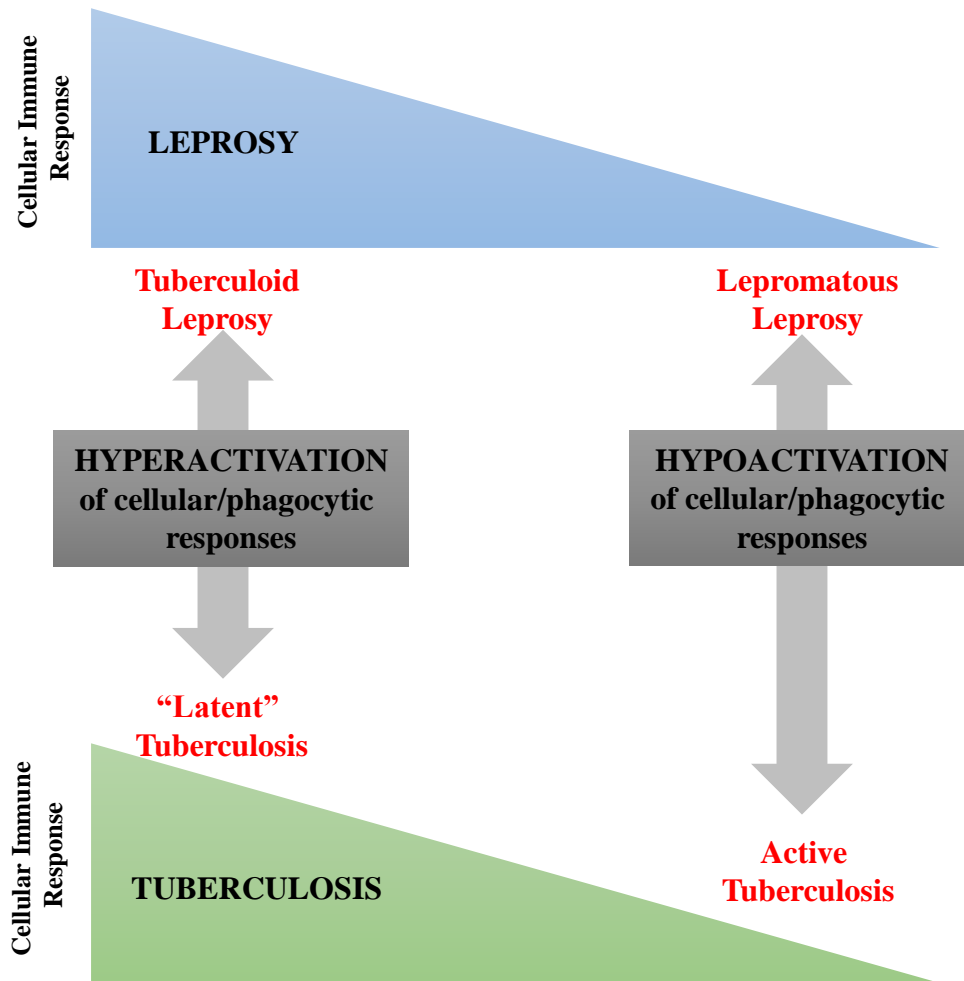 Cellular Immune
Response
LEPROSY
Tuberculoid
Leprosy
Lepromatous
Leprosy
HYPERACTIVATION
of cellular/phagocytic
responses
HYPOACTIVATION
of cellular/phagocytic
responses
“Latent”
Tuberculosis
Cellular Immune
Response
TUBERCULOSIS
Active
Tuberculosis